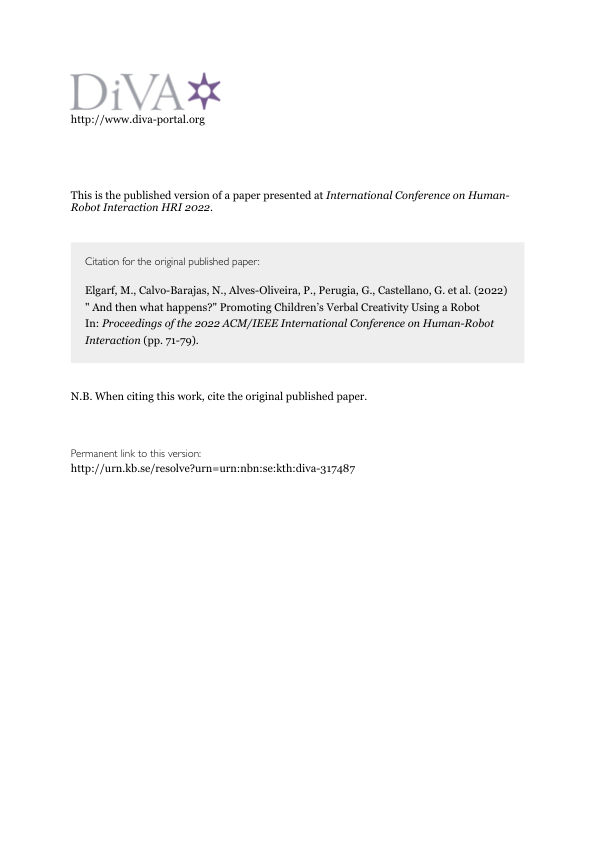 DiVA
http://www.diva-portal.org
This is the published version of a paper presented at International Conference on Human-
Robot Interaction HRI 2022.
Citation for the original published paper:
Elgarf, M., Calvo-Barajas, N., Alves-Oliveira, P., Perugia, G., Castellano, G. et al. (2022)
" And then what happens?" Promoting Children’s Verbal Creativity Using a Robot
In: Proceedings of the 2022 ACM/IEEE International Conference on Human-Robot
Interaction (pp. 71-79).
N.B. When citing this work, cite the original published paper.
Permanent link to this version:
http://urn.kb.se/resolve?urn=urn:nbn:se:kth:diva-317487